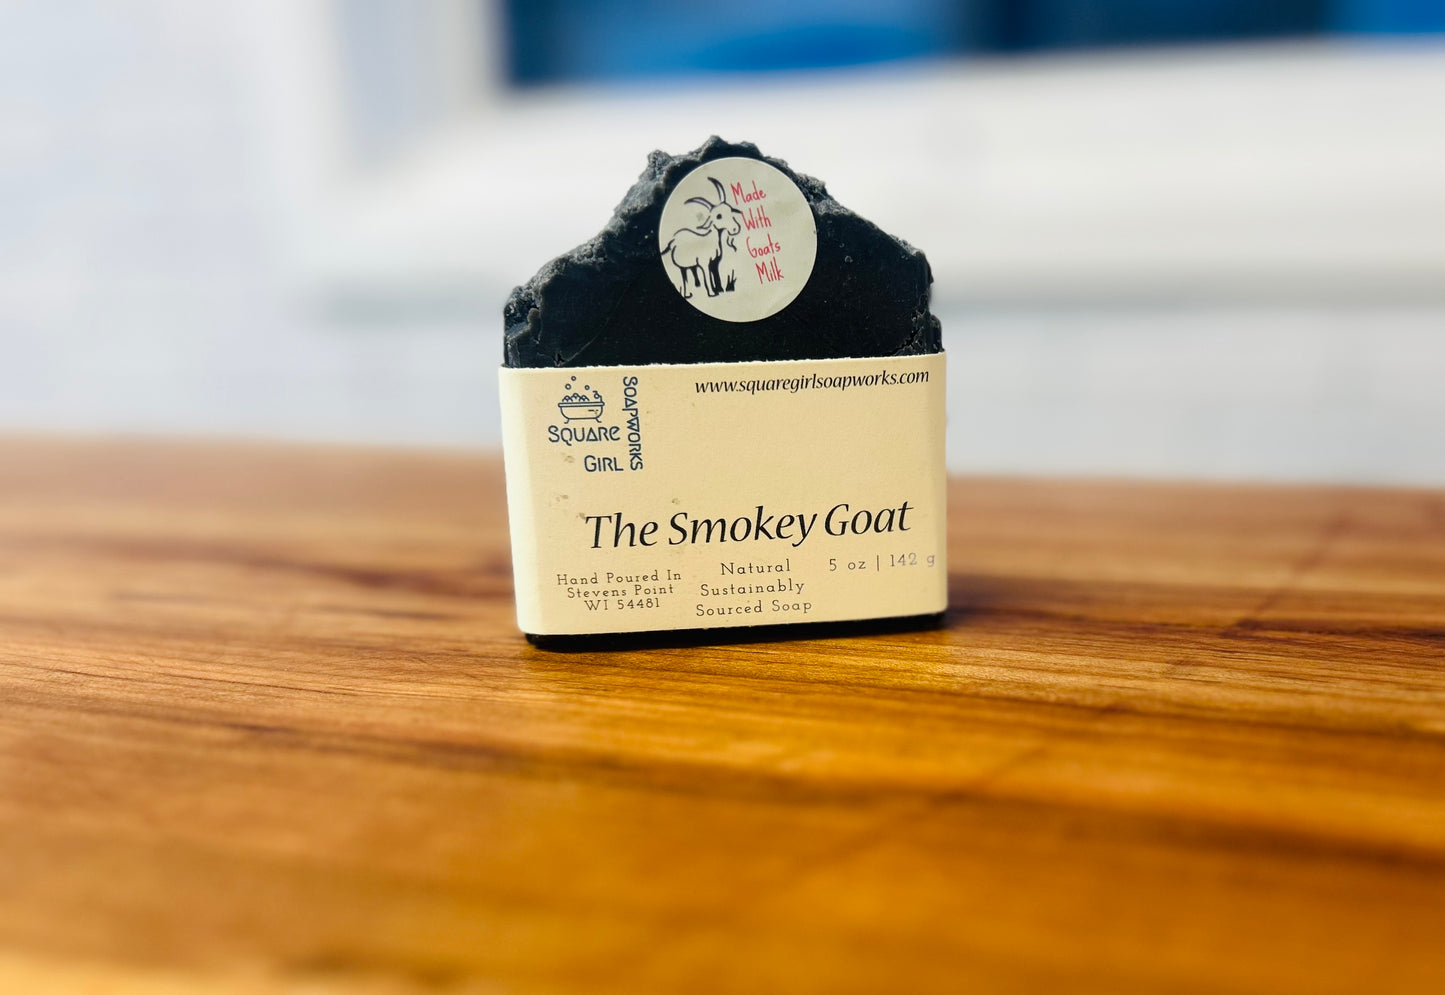 Made
With
Goats
Milk
www.squaregirlsoapworks.com
SQUARE
GIRL
SOAPWORKS
The Smokey Goat
Hand Poured In
Stevens Point
WI 54481
Natural
Sustainably
Sourced Soap
5 oz | 142 g